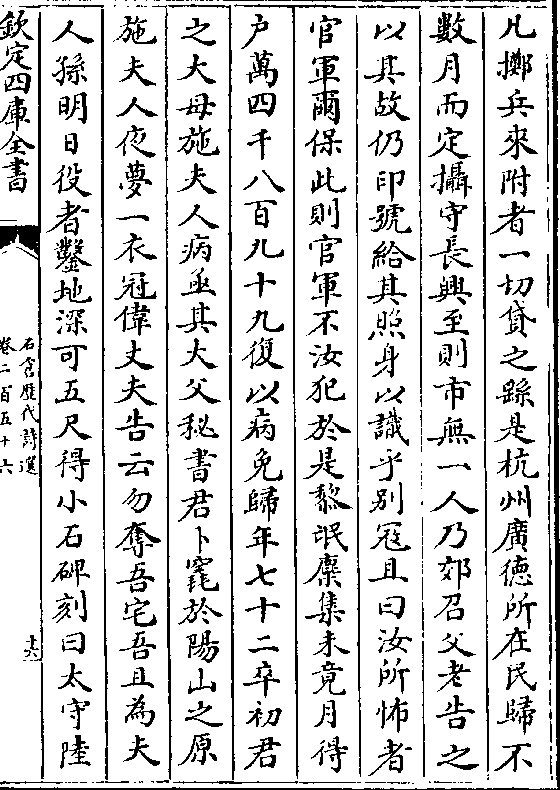 凡擲兵來附者一切貸之繇是杭州廣德所在民歸不
數月而定攝守長興至則市無一人乃郊召父老告之
以其故仍印號給其照身以識乎别冦且曰汝所怖者
官軍爾保此則官軍不汝犯於是黎氓麇集未竟月得
户萬四千八百九十九復以病免歸年七十二卒初君
之大母施夫人病亟其大父秘書君卜竁於陽山之原
施夫人夜夢一衣冠偉丈夫告云勿奪吾宅吾且為夫
人孫明日役者鑿地深可五尺得小石碑刻曰太守陸
欽定四庫全書
石倉歴代詩選
卷二百五十六
十六